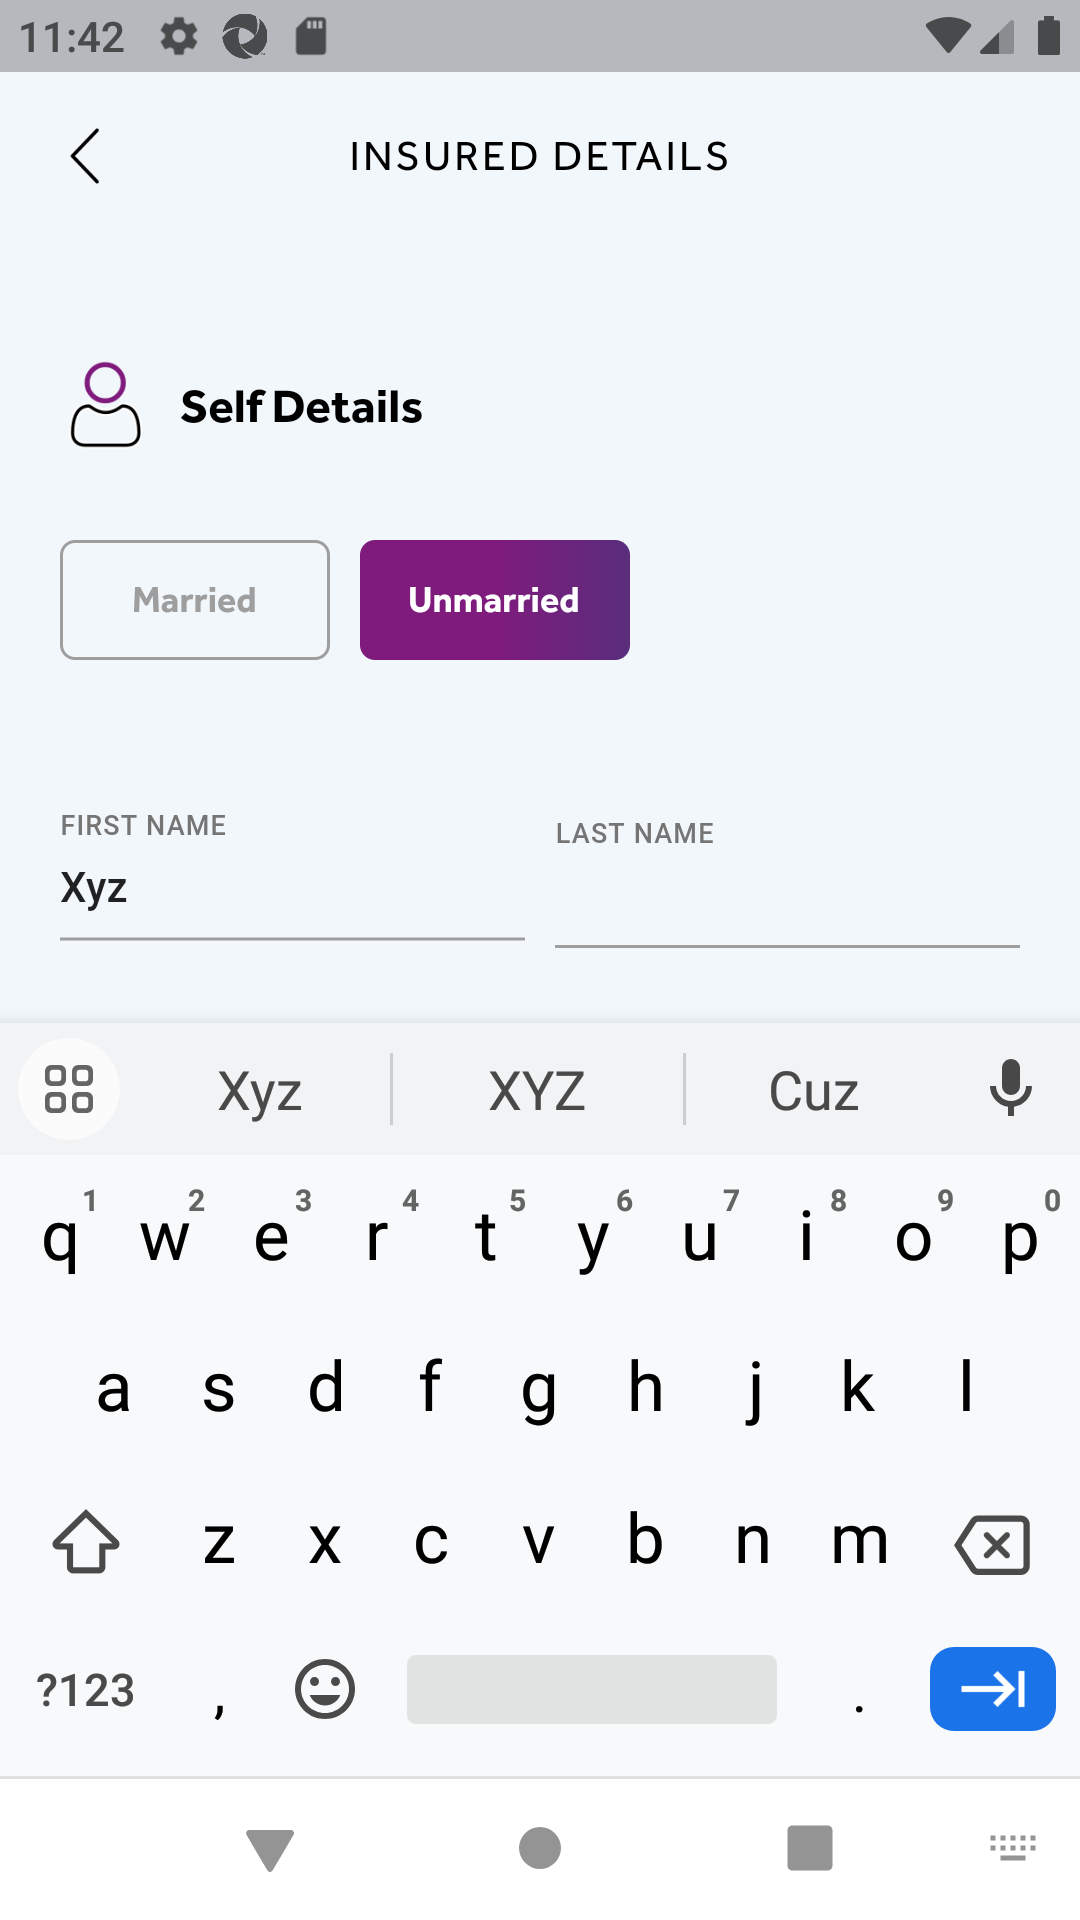 11:42
INSURED DETAILS
Self Details
Married Unmarried
FIRST NAME LAST NAME
Xyz
Xyz XYZ Cuz
1 2 3 4 5 6 7 8 9 0
q w e r t y u i o p
a s d f g h j k l
z x c v b n m
?123 , .